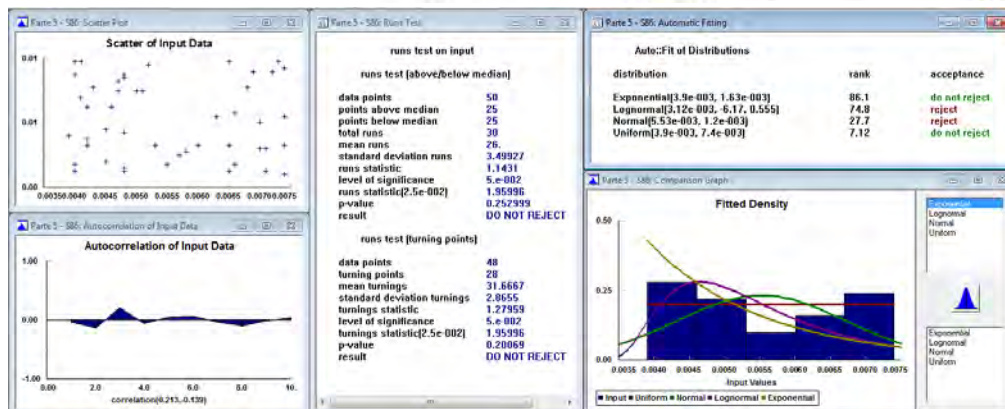 Parte 5 - S86: Scatter Plot
Scatter of Input Data
0.01
0.01
0.00
0.0035 0.0040 0.0045 0.0050 0.0055 0.0060 0.0065 0.0070 0.0075
Parte 5 - S86: Autocorrelation of Input Data
Autocorrelation of Input Data
1.00
0.00
-1.00
0.00 2.0 4.0 6.0 8.0 10.
correlation(0.213,-0.139)
Parte 5 - S86: Runs Test
runs test on input
runs test (above/below median)
data points 50
points above median 25
points below median 25
total runs 30
mean runs 26.
standard deviation runs 3.49927
runs statistic 1.1431
level of significance 5.e-002
runs statistic(2.5e-002) 1.95996
p-value 0.252999
result DO NOT REJECT
runs test (turning points)
data points 48
turning points 28
mean turnings 31.6667
standard deviation turnings 2.8655
turnings statistic 1.27959
level of significance 5.e-002
turnings statistic(2.5e-002) 1.95996
p-value 0.20069
result DO NOT REJECT
Parte 5 - S86: Automatic Fitting
Auto::Fit of Distributions
distribution rank acceptance
Exponential(3.9e-003, 1.63e-003) 86.1 do not reject
Lognormal(3.12e-003, -6.17, 0.555) 74.8 reject
Normal(5.53e-003, 1.2e-003) 27.7 reject
Uniform(3.9e-003, 7.4e-003) 7.12 do not reject
Parte 5 - S86: Comparison Graph
Fitted Density
0.50
0.25
0.00
0.0035 0.0040 0.0045 0.0050 0.0055 0.0060 0.0065 0.0070 0.0075
Input Values
Input Uniform Normal Lognormal Exponential
Exponential
Lognormal
Normal
Uniform
Exponential
Lognormal
Normal
Uniform